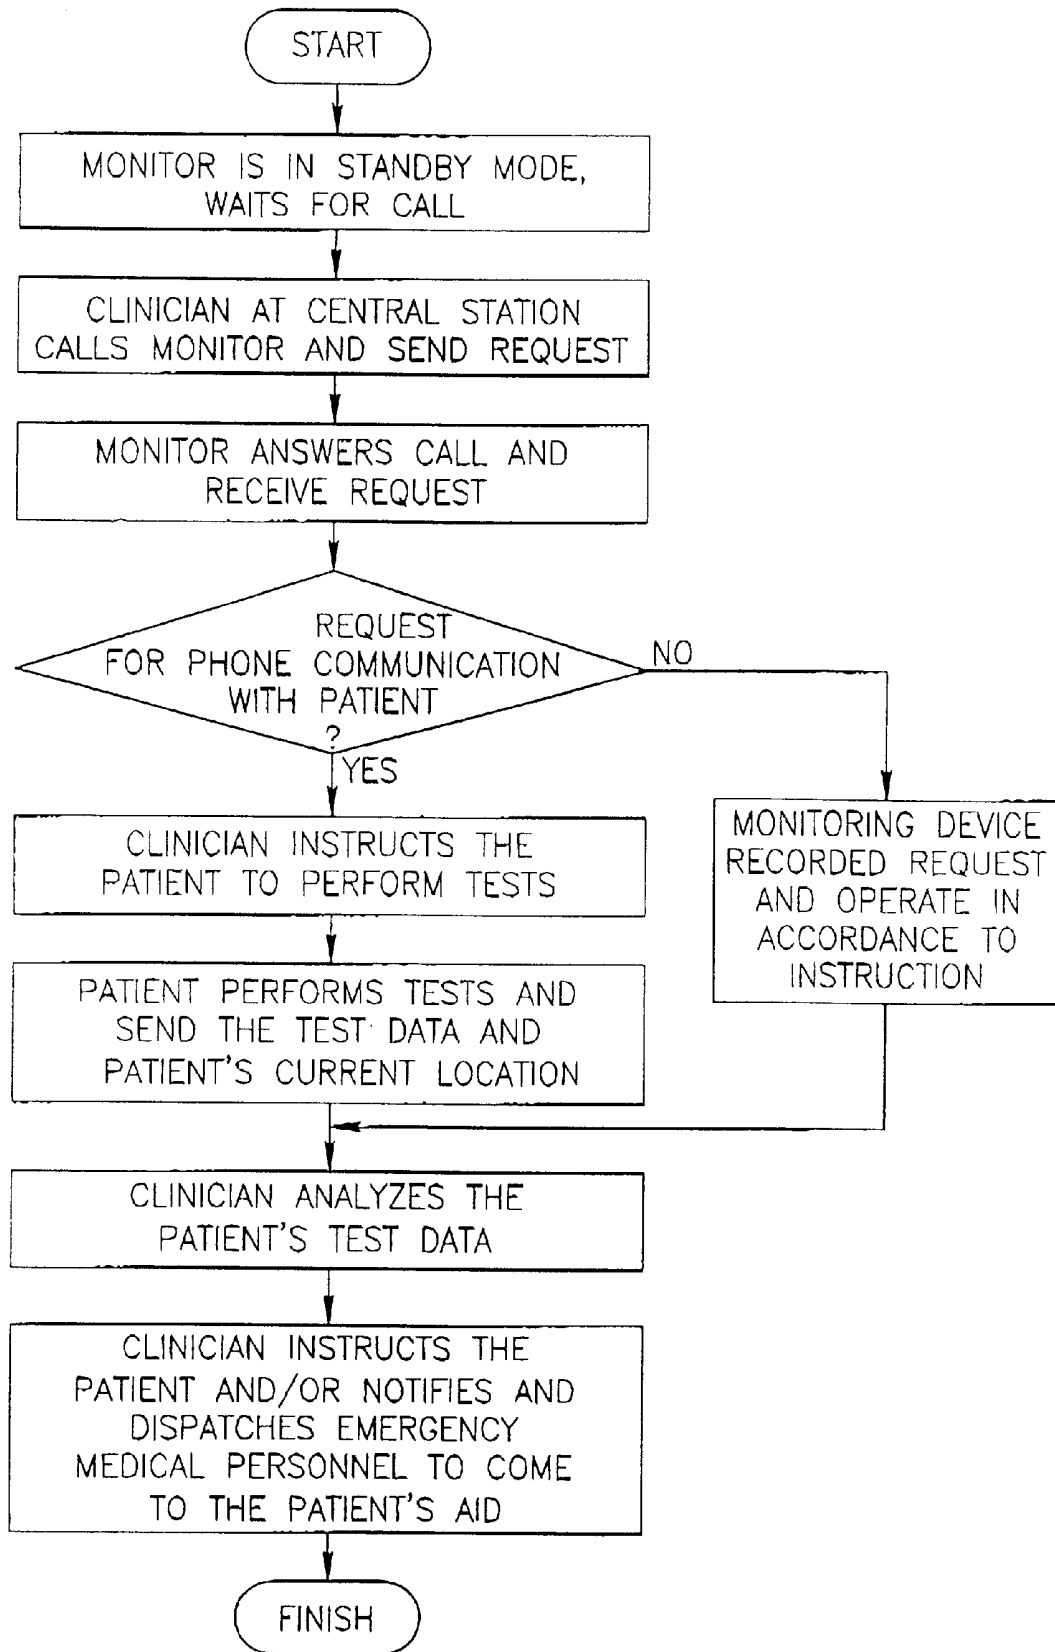 START
MONITOR IS IN STANDBY MODE,
WAITS FOR CALL
CLINICIAN AT CENTRAL STATION
CALLS MONITOR AND SEND REQUEST
MONITOR ANSWERS CALL AND
RECEIVE REQUEST
REQUEST
FOR PHONE COMMUNICATION
WITH PATIENT
?
NO
YES
CLINICIAN INSTRUCTS THE
PATIENT TO PERFORM TESTS
MONITORING DEVICE
RECORDED REQUEST
AND OPERATE IN
ACCORDANCE TO
INSTRUCTION
PATIENT PERFORMS TESTS AND
SEND THE TEST DATA AND
PATIENT'S CURRENT LOCATION
CLINICIAN ANALYZES THE
PATIENT'S TEST DATA
CLINICIAN INSTRUCTS THE
PATIENT AND/OR NOTIFIES AND
DISPATCHES EMERGENCY
MEDICAL PERSONNEL TO COME
TO THE PATIENT'S AID
FINISH